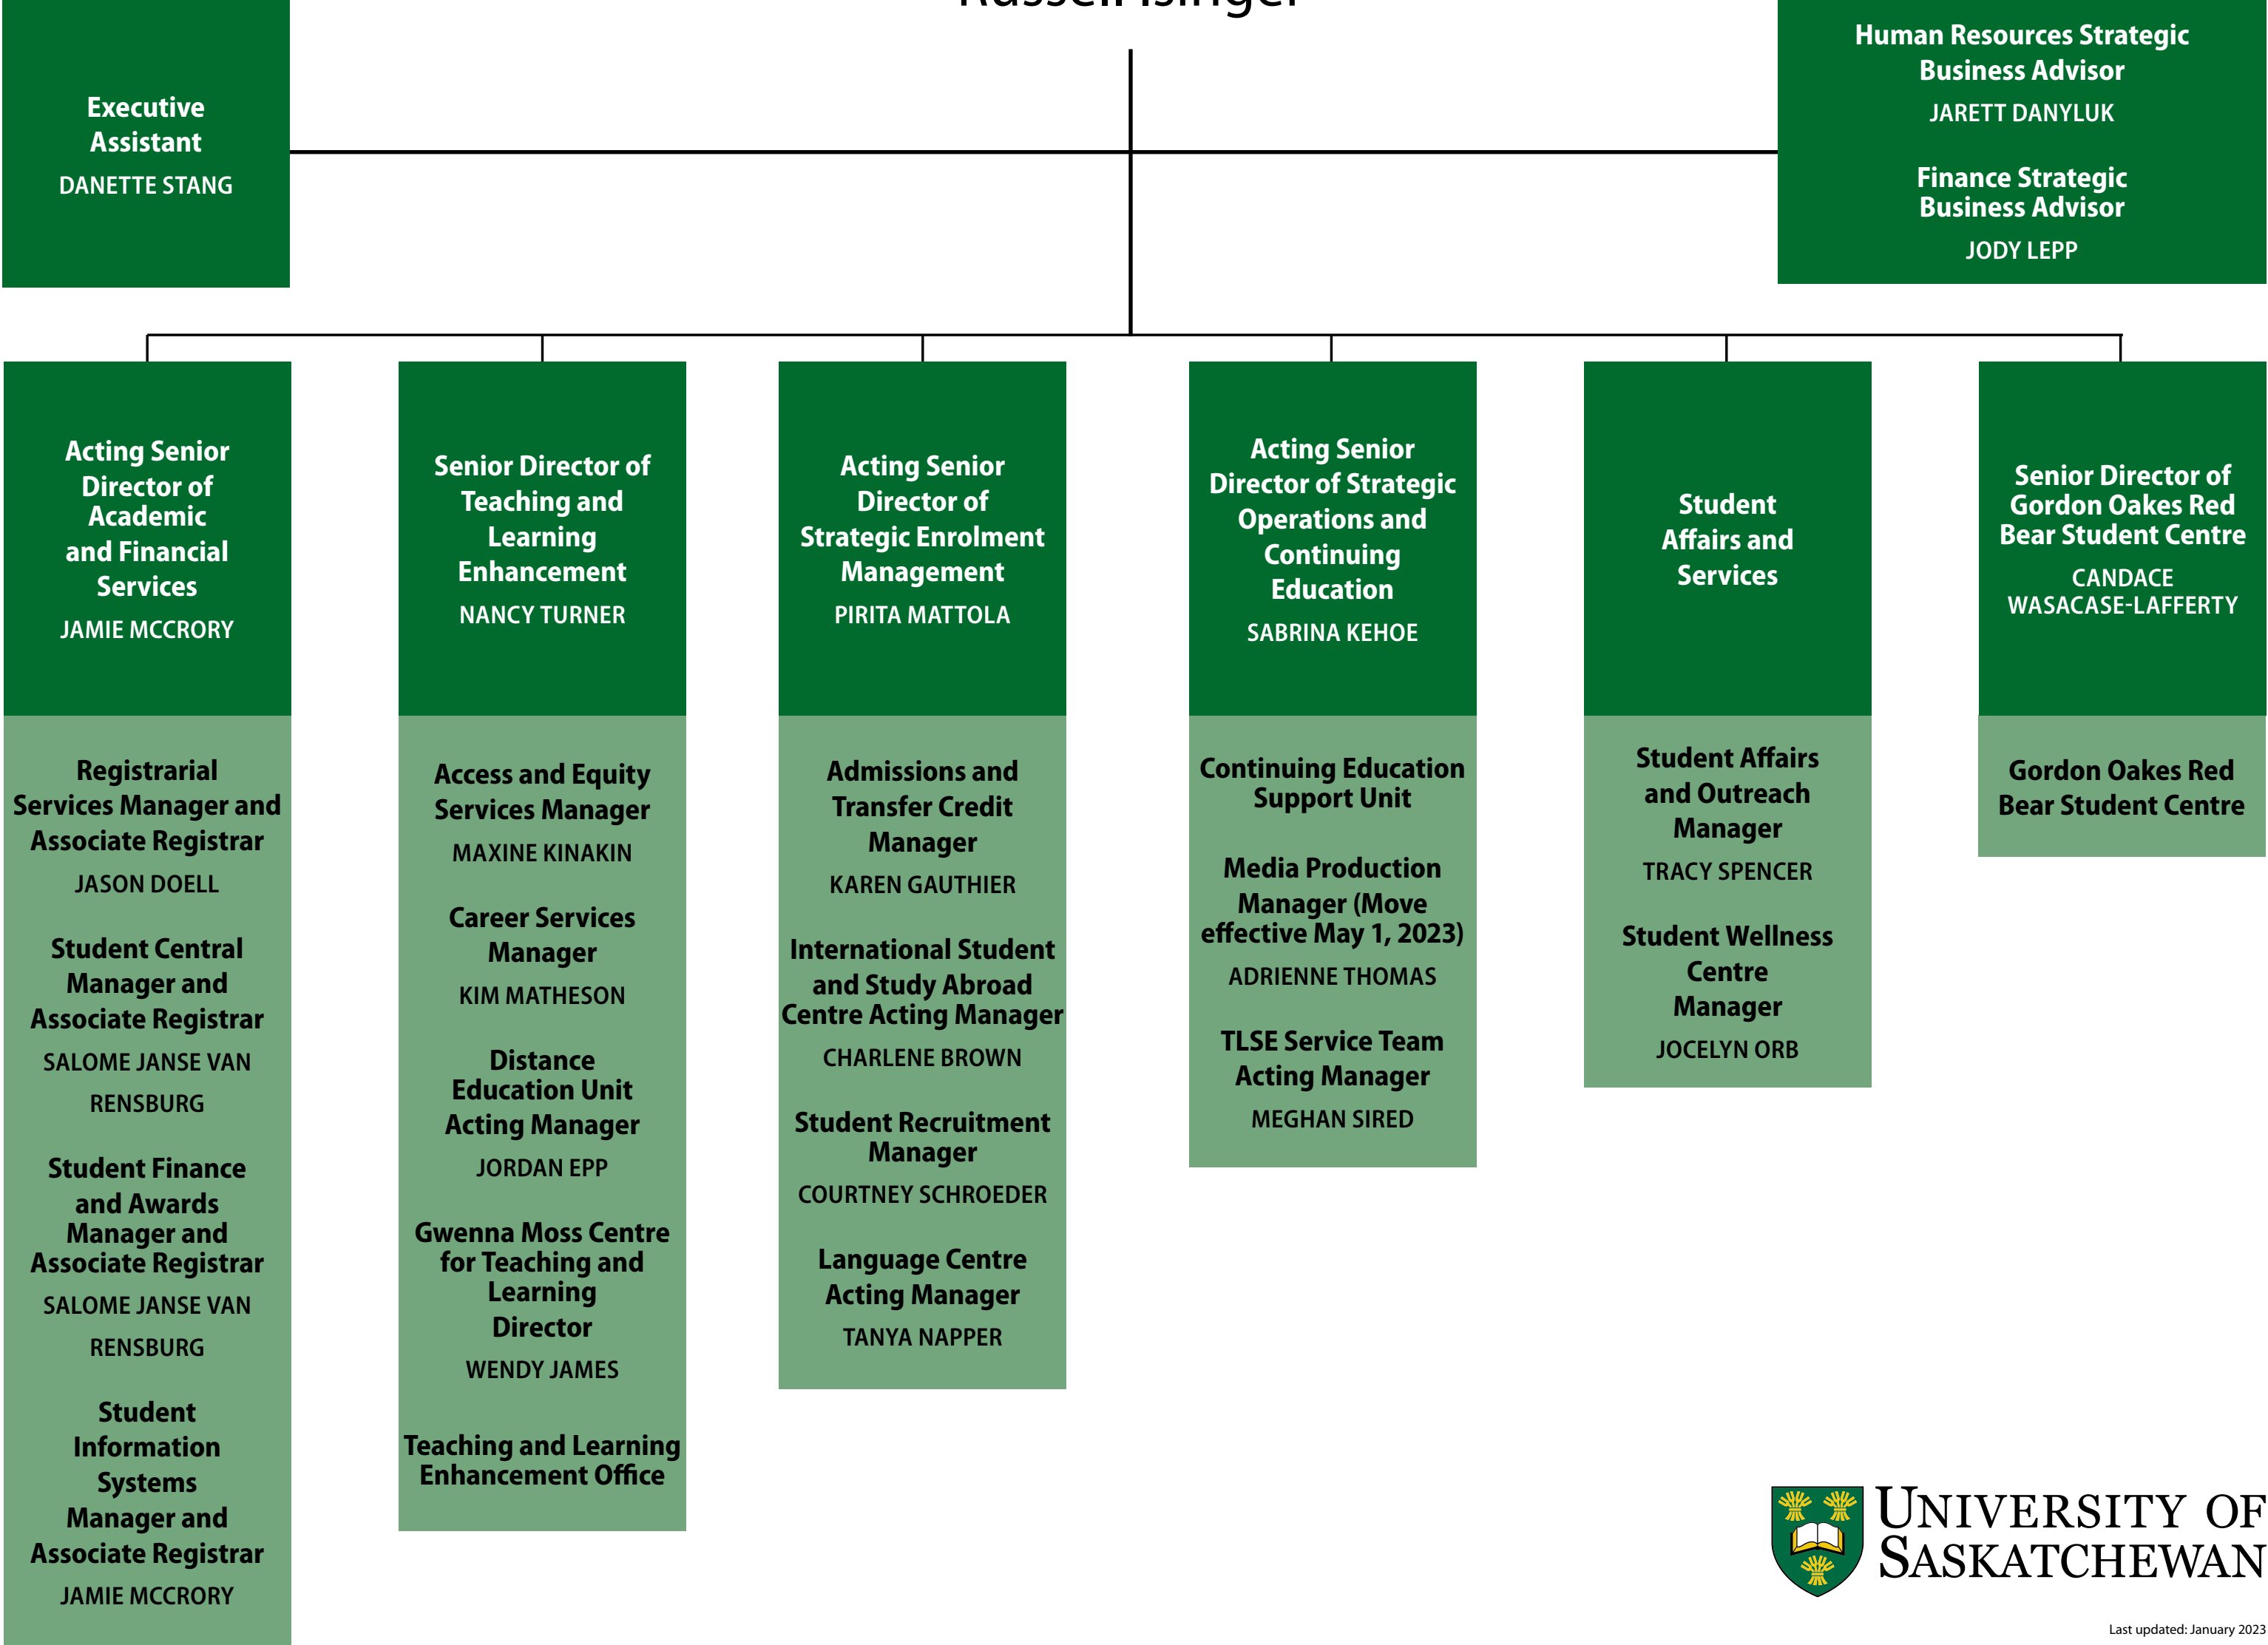 Russell Isinger
Executive
Assistant
DANETTE STANG
Human Resources Strategic
Business Advisor
JARETT DANYLUK
Finance Strategic
Business Advisor
JODY LEPP
Acting Senior
Director of
Academic
and Financial
Services
JAMIE MCCRORY
Registrarial
Services Manager and
Associate Registrar
JASON DOELL
Student Central
Manager and
Associate Registrar
SALOME JANSE VAN
RENSBURG
Student Finance
and Awards
Manager and
Associate Registrar
SALOME JANSE VAN
RENSBURG
Student
Information
Systems
Manager and
Associate Registrar
JAMIE MCCRORY
Senior Director of
Teaching and
Learning
Enhancement
NANCY TURNER
Access and Equity
Services Manager
MAXINE KINAKIN
Career Services
Manager
KIM MATHESON
Distance
Education Unit
Acting Manager
JORDAN EPP
Gwenna Moss Centre
for Teaching and
Learning
Director
WENDY JAMES
Teaching and Learning
Enhancement Office
Acting Senior
Director of
Strategic Enrolment
Management
PIRITA MATTOLA
Admissions and
Transfer Credit
Manager
KAREN GAUTHIER
International Student
and Study Abroad
Centre Acting Manager
CHARLENE BROWN
Student Recruitment
Manager
COURTNEY SCHROEDER
Language Centre
Acting Manager
TANYA NAPPER
Acting Senior
Director of Strategic
Operations and
Continuing
Education
SABRINA KEHOE
Continuing Education
Support Unit
Media Production
Manager (Move
effective May 1, 2023)
ADRIENNE THOMAS
TLSE Service Team
Acting Manager
MEGHAN SIRED
Student
Affairs and
Services
Student Affairs
and Outreach
Manager
TRACY SPENCER
Student Wellness
Centre
Manager
JOCELYN ORB
Senior Director of
Gordon Oakes Red
Bear Student Centre
CANDACE
WASACASE-LAFFERTY
Gordon Oakes Red
Bear Student Centre
UNIVERSITY OF
SASKATCHEWAN
Last updated: January 2023